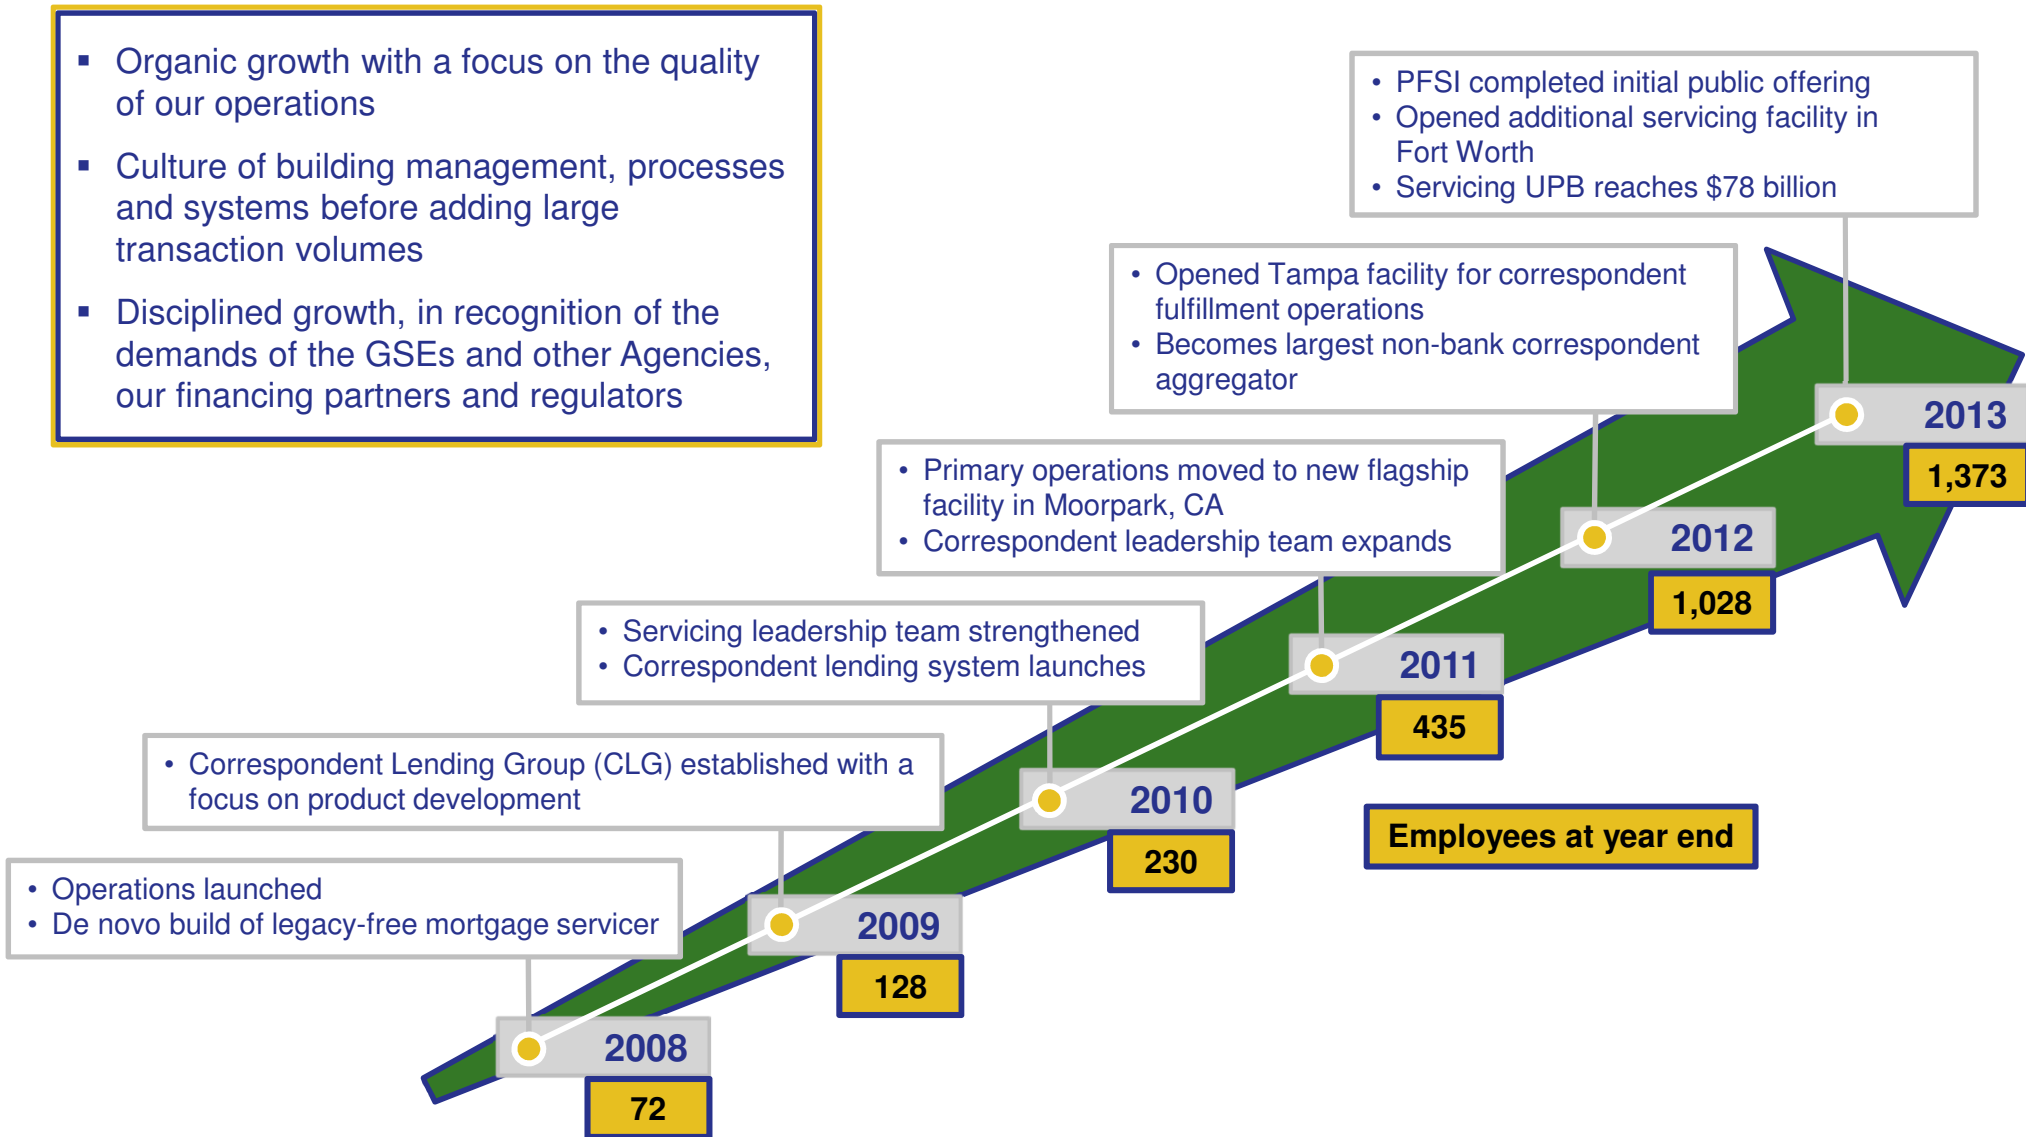 ▪ Organic growth with a focus on the quality
of our operations
▪ Culture of building management, processes
and systems before adding large
transaction volumes
▪ Disciplined growth, in recognition of the
demands of the GSEs and other Agencies,
our financing partners and regulators
• PFSI completed initial public offering
• Opened additional servicing facility in
Fort Worth
• Servicing UPB reaches $78 billion
2013
1,373
• Opened Tampa facility for correspondent
fulfillment operations
• Becomes largest non-bank correspondent
aggregator
2012
1,028
• Primary operations moved to new flagship
facility in Moorpark, CA
• Correspondent leadership team expands
2011
435
• Servicing leadership team strengthened
• Correspondent lending system launches
2010
230
Employees at year end
• Correspondent Lending Group (CLG) established with a
focus on product development
2009
128
• Operations launched
• De novo build of legacy-free mortgage servicer
2008
72